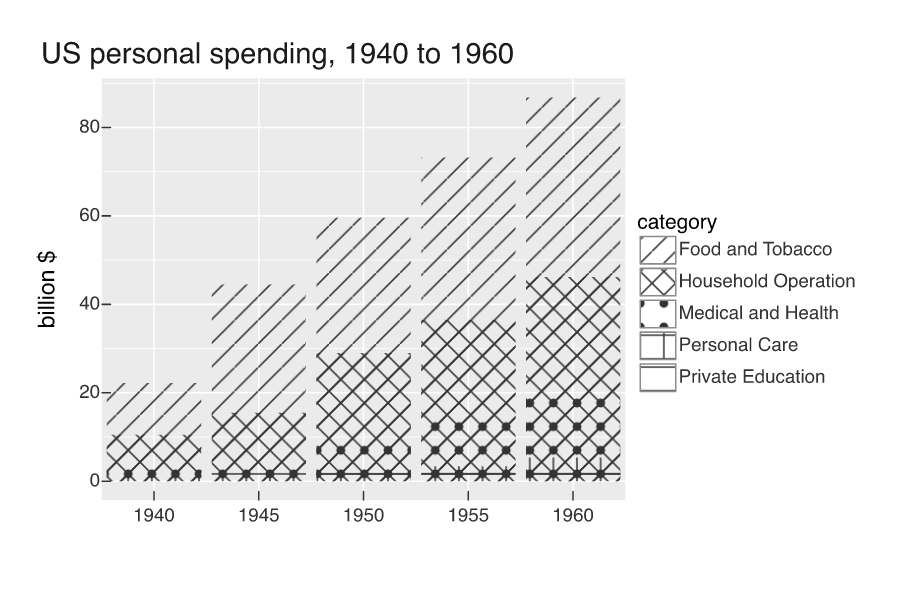 US personal spending, 1940 to 1960
billion $
80
60
40
20
0
1940 1945 1950 1955 1960
category
Food and Tobacco
Household Operation
Medical and Health
Personal Care
Private Education